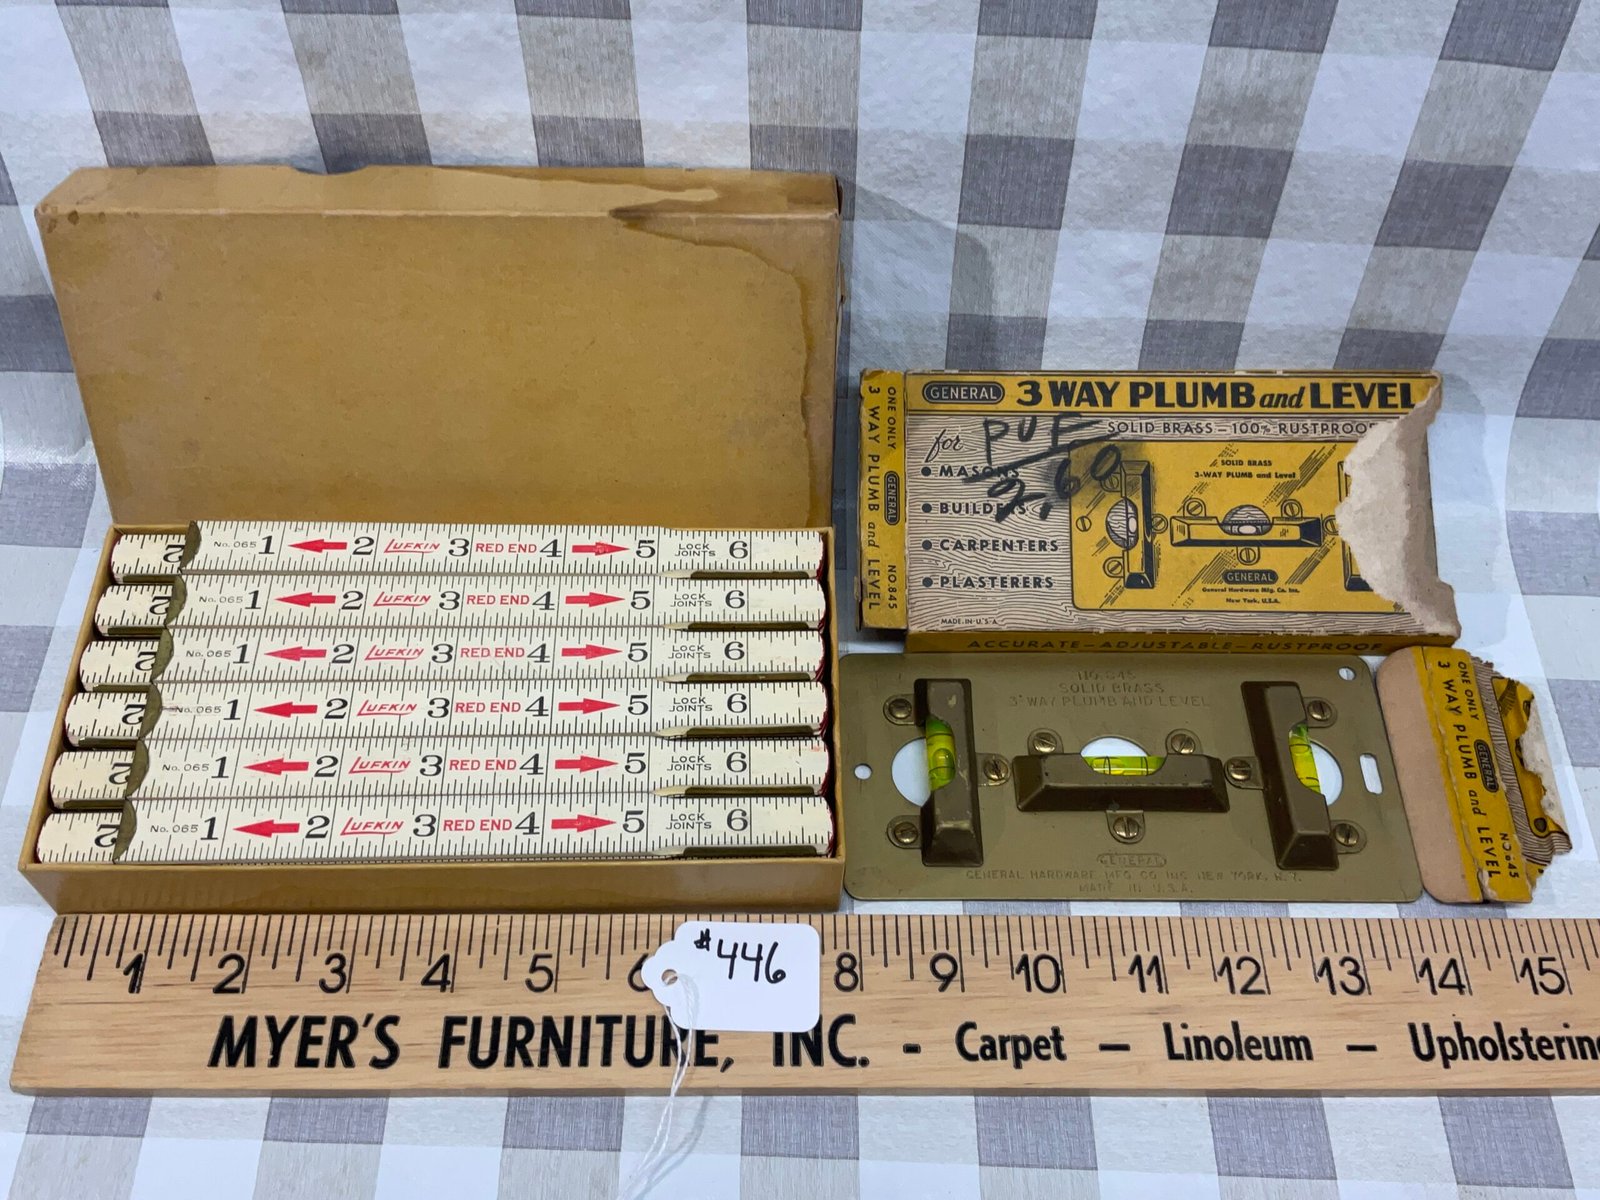 2 No. 065 1 2 LUFKIN 3 RED END 4 5 LOCK JOINTS 6
2 No. 065 1 2 LUFKIN 3 RED END 4 5 LOCK JOINTS 6
2 No. 065 1 2 LUFKIN 3 RED END 4 5 LOCK JOINTS 6
2 No. 065 1 2 LUFKIN 3 RED END 4 5 LOCK JOINTS 6
2 No. 065 1 2 LUFKIN 3 RED END 4 5 LOCK JOINTS 6
2 No. 065 1 2 LUFKIN 3 RED END 4 5 LOCK JOINTS 6
ONE ONLY GENERAL NO. 845
3 WAY PLUMB and LEVEL
GENERAL 3 WAY PLUMB and LEVEL
SOLID BRASS - 100% RUSTPROOF
for
• MASONS
• BUILDERS
• CARPENTERS
• PLASTERERS
MADE IN U.S.A.
2.60
SOLID BRASS
3-WAY PLUMB and Level
GENERAL
General Hardware Mfg. Co. Inc.
New York, U.S.A.
ACCURATE - ADJUSTABLE - RUSTPROOF
NO. 845
SOLID BRASS
3 WAY PLUMB AND LEVEL
GENERAL
GENERAL HARDWARE MFG CO INC NEW YORK, N.Y.
MADE IN U.S.A.
ONE ONLY GENERAL NO. 845
3 WAY PLUMB and LEVEL
1 2 3 4 5 6 8 9 10 11 12 13 14 15
#446
MYER'S FURNITURE, INC. - Carpet — Linoleum — Upholsterin